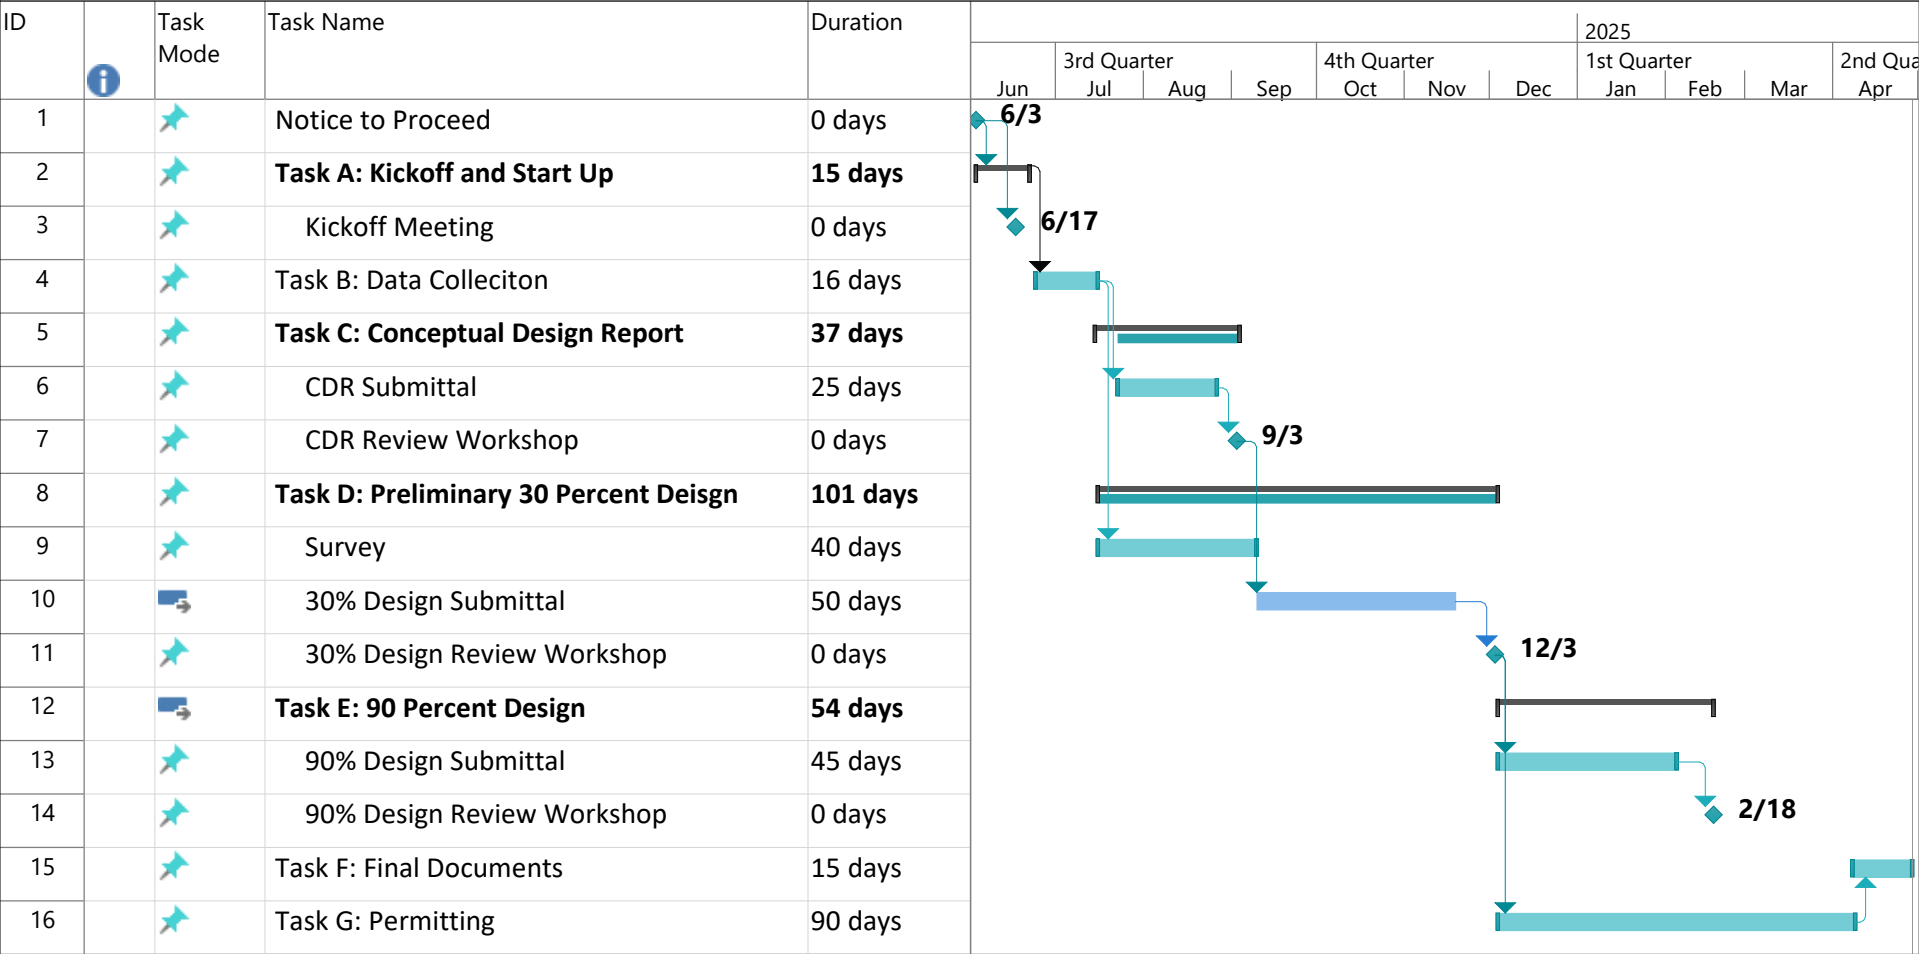 ID Task Mode Task Name Duration
2025
3rd Quarter 4th Quarter 1st Quarter 2nd Qua
Jun Jul Aug Sep Oct Nov Dec Jan Feb Mar Apr
1 Notice to Proceed 0 days 6/3
2 Task A: Kickoff and Start Up 15 days
3 Kickoff Meeting 0 days 6/17
4 Task B: Data Colleciton 16 days
5 Task C: Conceptual Design Report 37 days
6 CDR Submittal 25 days
7 CDR Review Workshop 0 days 9/3
8 Task D: Preliminary 30 Percent Deisgn 101 days
9 Survey 40 days
10 30% Design Submittal 50 days
11 30% Design Review Workshop 0 days 12/3
12 Task E: 90 Percent Design 54 days
13 90% Design Submittal 45 days
14 90% Design Review Workshop 0 days 2/18
15 Task F: Final Documents 15 days
16 Task G: Permitting 90 days